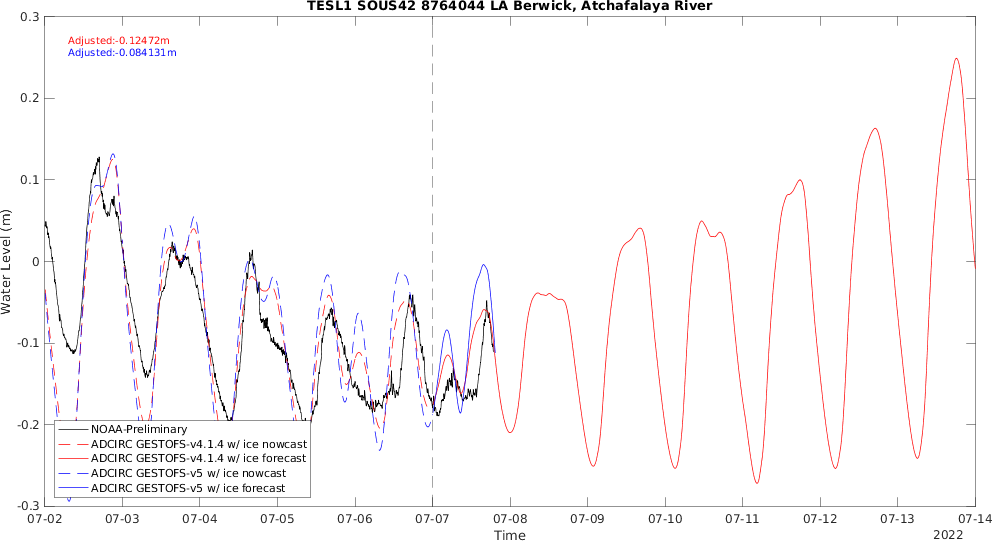 TESL1 SOUS42 8764044 LA Berwick, Atchafalaya River
Adjusted:-0.12472m
Adjusted:-0.084131m
0.3
0.2
0.1
0
-0.1
-0.2
-0.3
Water Level (m)
NOAA-Preliminary
ADCIRC GESTOFS-v4.1.4 w/ ice nowcast
ADCIRC GESTOFS-v4.1.4 w/ ice forecast
ADCIRC GESTOFS-v5 w/ ice nowcast
ADCIRC GESTOFS-v5 w/ ice forecast
07-02 07-03 07-04 07-05 07-06 07-07 07-08 07-09 07-10 07-11 07-12 07-13 07-14
Time
2022